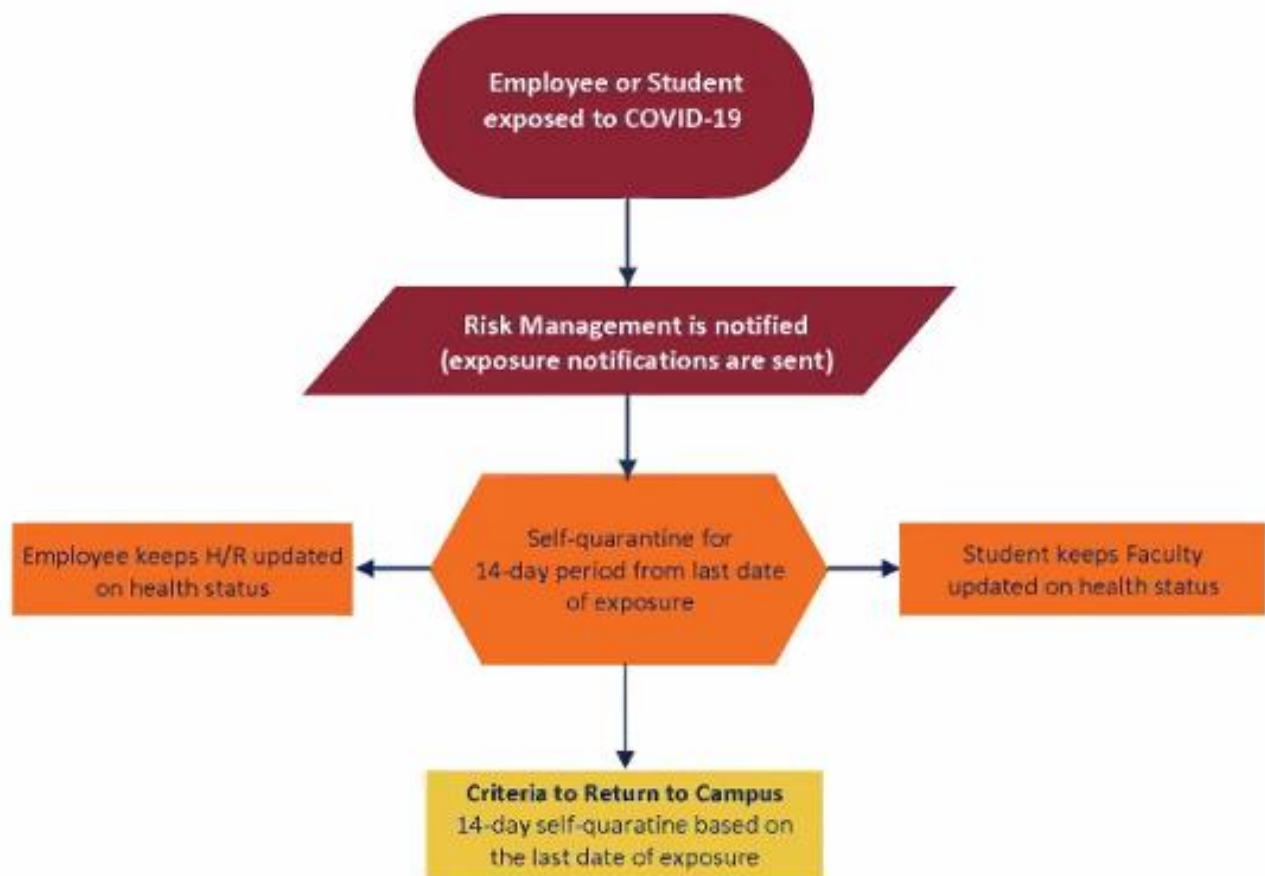 Employee or Student
exposed to COVID-19
Risk Management is notified
(exposure notifications are sent)
Self-quarantine for
14-day period from last date
of exposure
Employee keeps H/R updated
on health status
Student keeps Faculty
updated on health status
Criteria to Return to Campus
14-day self-quaratine based on
the last date of exposure